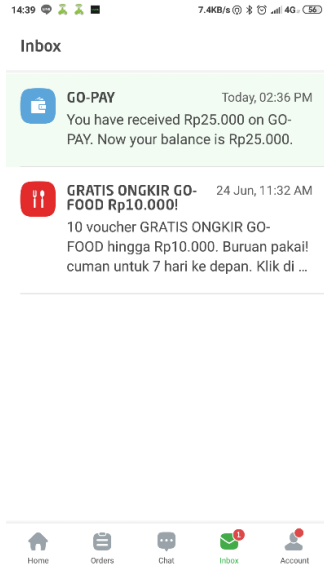 14:39 7.4KB/s 4G 56
Inbox
GO-PAY Today, 02:36 PM
You have received Rp25.000 on GO-
PAY. Now your balance is Rp25.000.
GRATIS ONGKIR GO- 24 Jun, 11:32 AM
FOOD Rp10.000!
10 voucher GRATIS ONGKIR GO-
FOOD hingga Rp10.000. Buruan pakai!
cuman untuk 7 hari ke depan. Klik di ...
1
Home Orders Chat Inbox Account